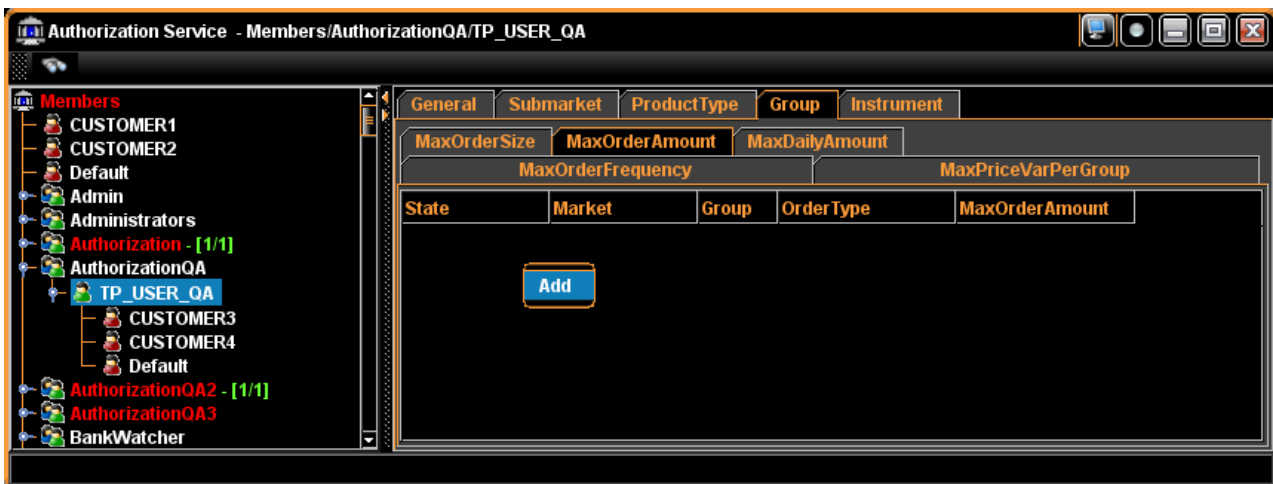 Authorization Service - Members/AuthorizationQA/TP_USER_QA
Members
CUSTOMER1
CUSTOMER2
Default
Admin
Administrators
Authorization - [1/1]
AuthorizationQA
TP_USER_QA
CUSTOMER3
CUSTOMER4
Default
AuthorizationQA2 - [1/1]
AuthorizationQA3
BankWatcher
General Submarket ProductType Group Instrument
MaxOrderSize MaxOrderAmount MaxDailyAmount
MaxOrderFrequency MaxPriceVarPerGroup
State Market Group OrderType MaxOrderAmount
Add